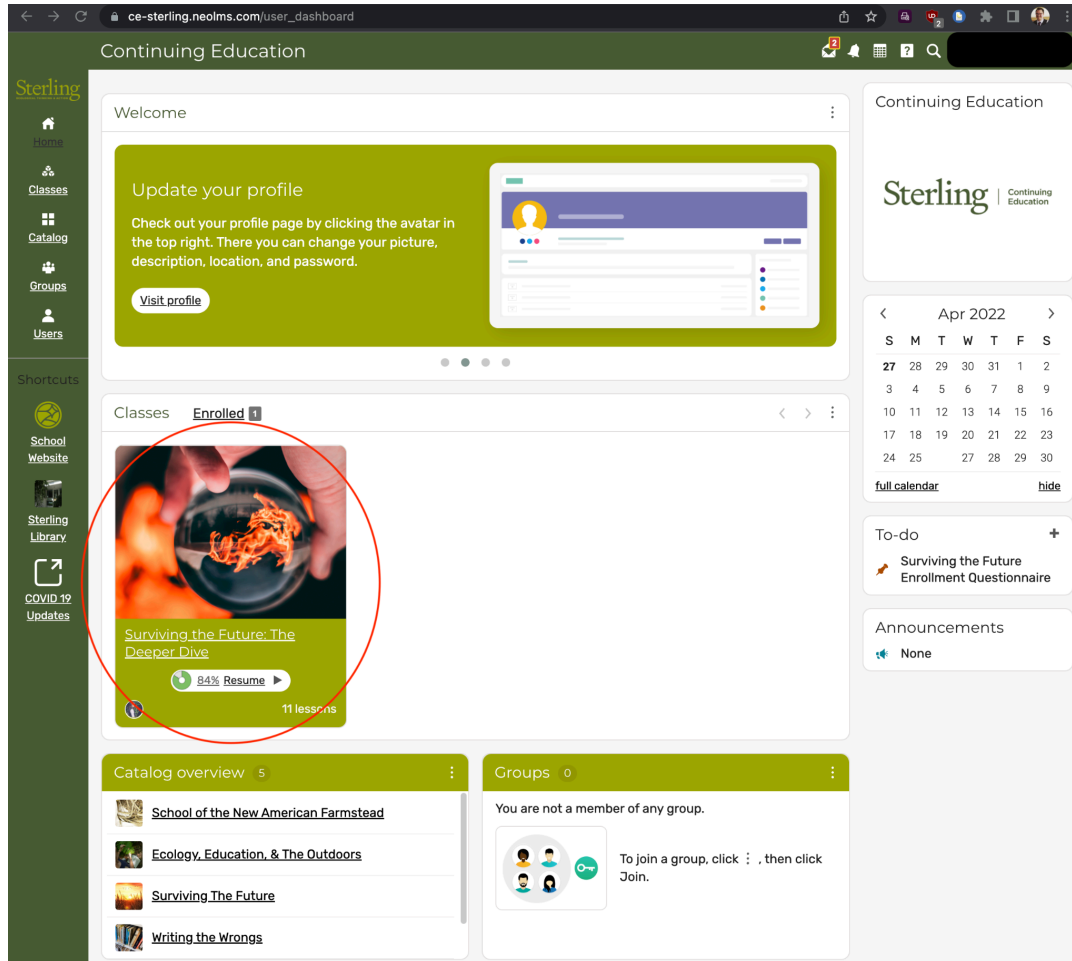 ce-sterling.neolms.com/user_dashboard
Continuing Education
2
?
UD
2
Sterling
Home
Classes
Catalog
Groups
Users
Shortcuts
School
Website
Sterling
Library
COVID 19
Updates
Welcome
Update your profile
Check out your profile page by clicking the avatar in
the top right. There you can change your picture,
description, location, and password.
Visit profile
Classes Enrolled 1
Surviving the Future: The
Deeper Dive
84% Resume
11 lessons
Catalog overview 5
School of the New American Farmstead
Ecology, Education, & The Outdoors
Surviving The Future
Writing the Wrongs
Groups 0
You are not a member of any group.
To join a group, click ⋮ , then click
Join.
Continuing Education
Sterling | Continuing
Education
Apr 2022
S M T W T F S
27 28 29 30 31 1 2
3 4 5 6 7 8 9
10 11 12 13 14 15 16
17 18 19 20 21 22 23
24 25 27 28 29 30
full calendar hide
To-do +
Surviving the Future
Enrollment Questionnaire
Announcements
None